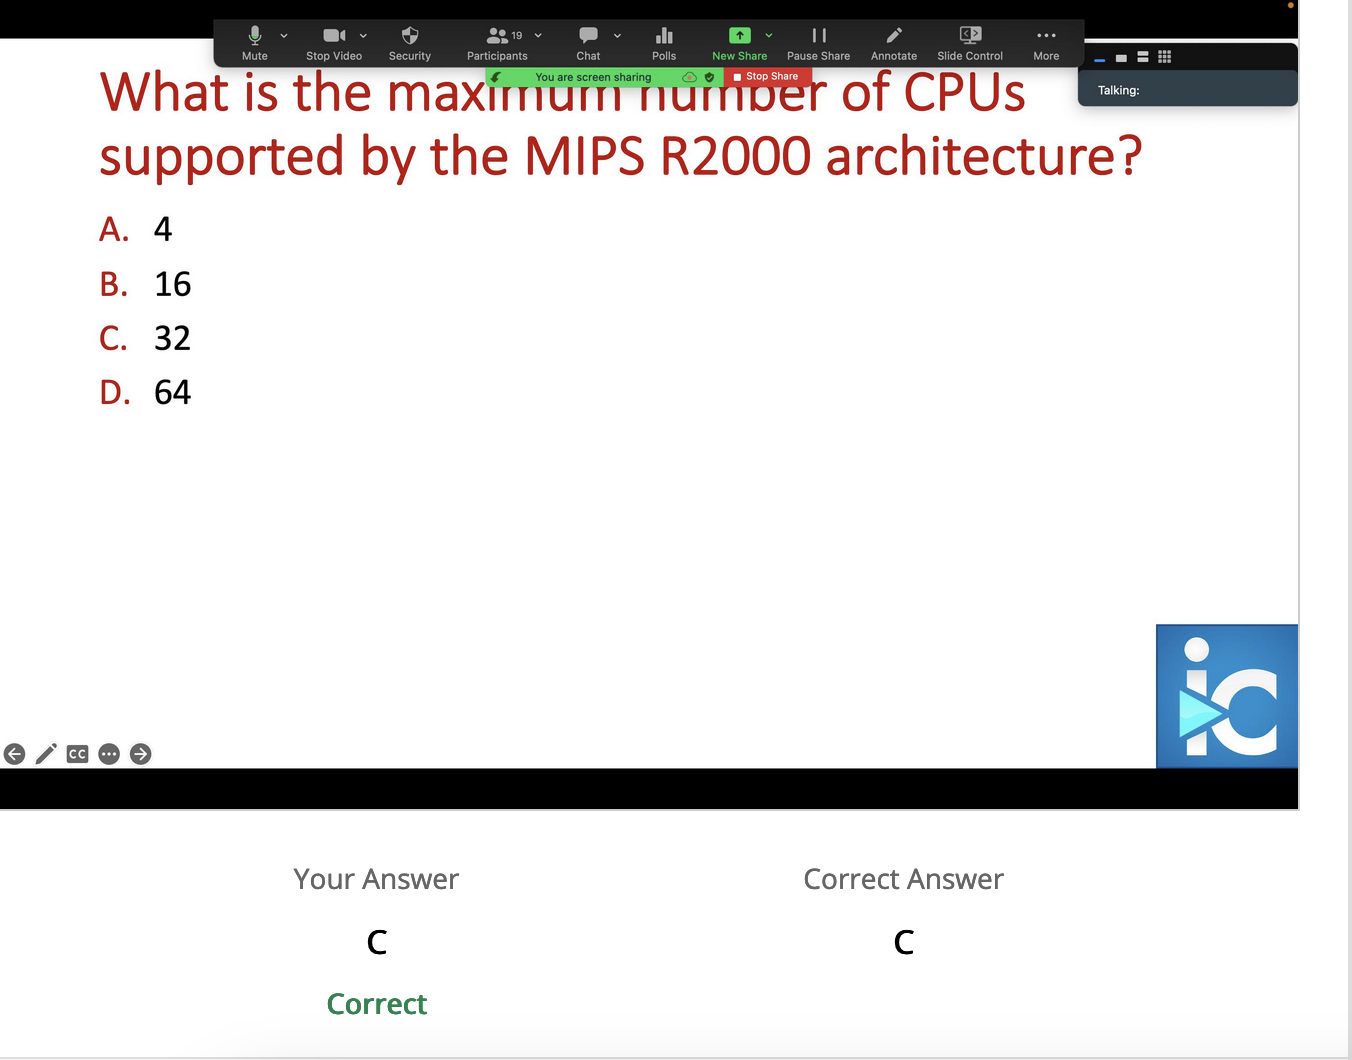 Mute
Stop Video
Security
Participants
19
Chat
Polls
New Share
Pause Share
Annotate
Slide Control
More
You are screen sharing
Stop Share
Talking:
What is the maximum number of CPUs
supported by the MIPS R2000 architecture?
A. 4
B. 16
C. 32
D. 64
ic
CC
Your Answer
Correct Answer
C
C
Correct